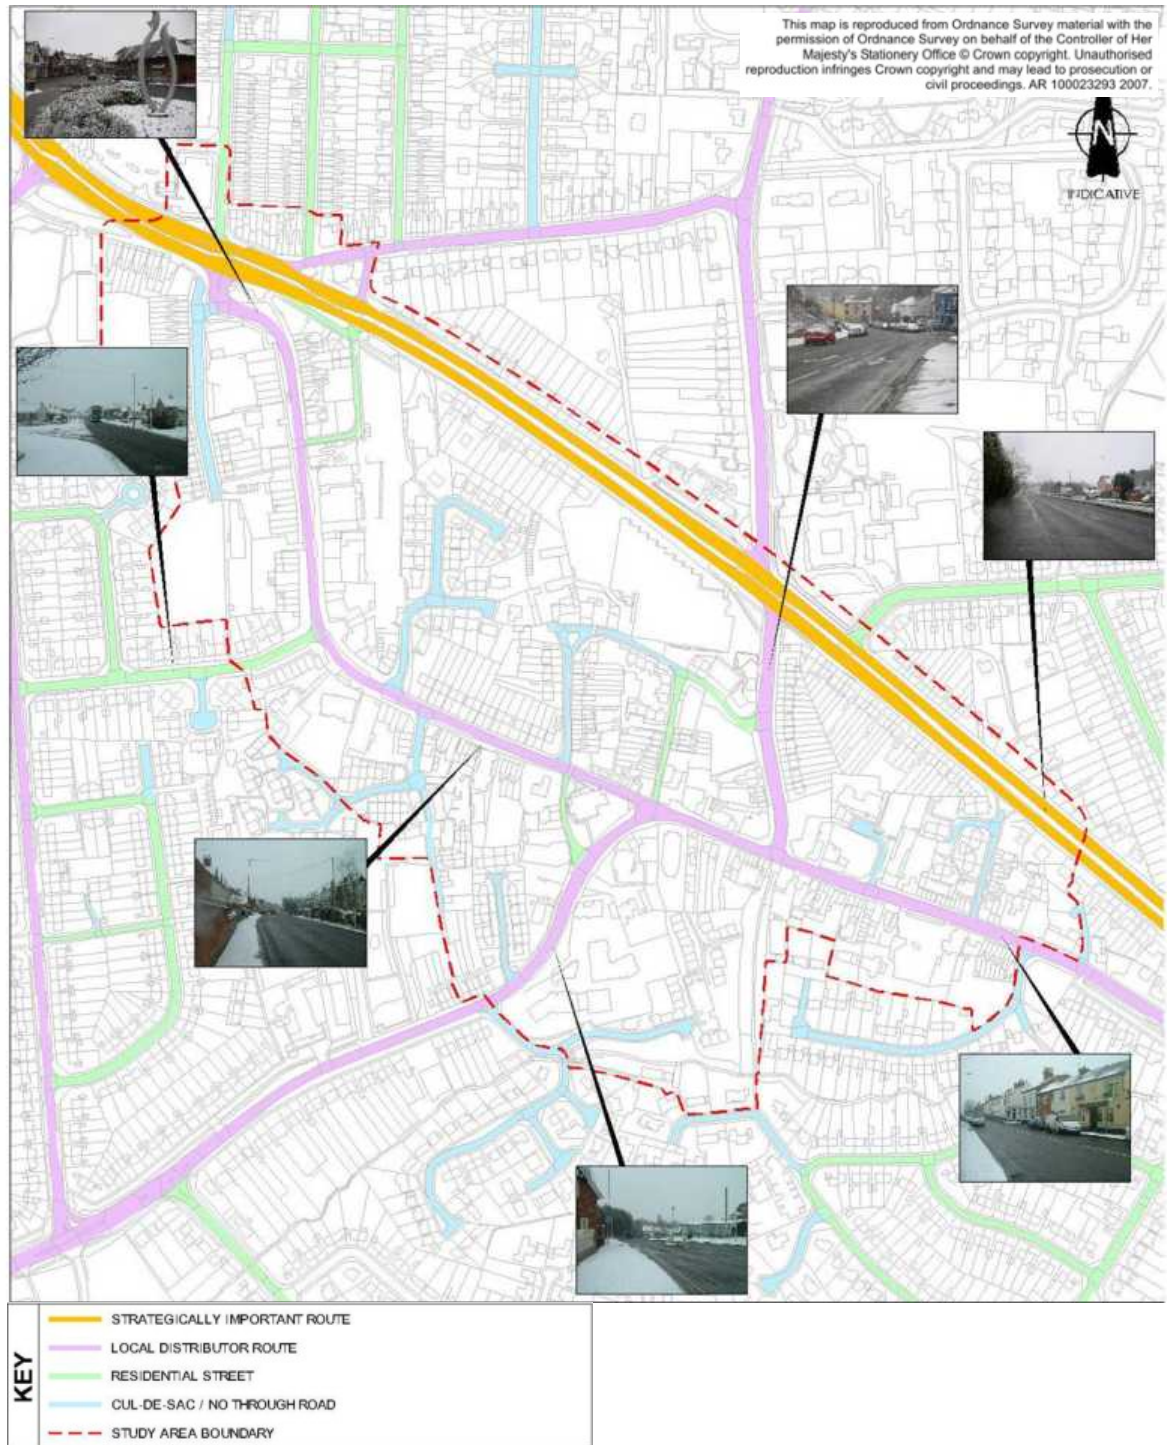 This map is reproduced from Ordnance Survey material with the
permission of Ordnance Survey on behalf of the Controller of Her
Majesty's Stationery Office © Crown copyright. Unauthorised
reproduction infringes Crown copyright and may lead to prosecution or
civil proceedings. AR 100023293 2007.
N
INDICATIVE
KEY
STRATEGICALLY IMPORTANT ROUTE
LOCAL DISTRIBUTOR ROUTE
RESIDENTIAL STREET
CUL-DE-SAC / NO THROUGH ROAD
STUDY AREA BOUNDARY